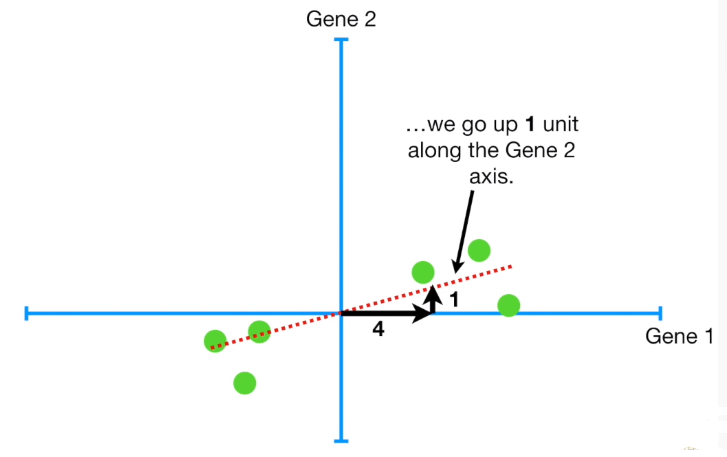 Gene 2
…we go up 1 unit
along the Gene 2
axis.
1
4
Gene 1